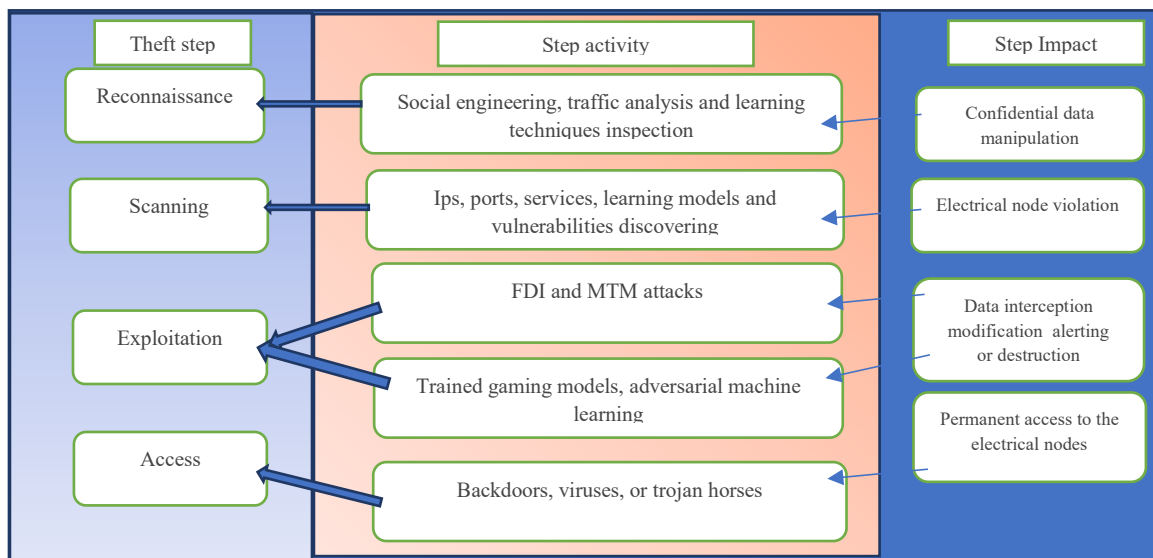 Theft step
Step activity
Step Impact
Reconnaissance
Social engineering, traffic analysis and learning
techniques inspection
Confidential data
manipulation
Scanning
Ips, ports, services, learning models and
vulnerabilities discovering
Electrical node violation
Exploitation
FDI and MTM attacks
Trained gaming models, adversarial machine
learning
Data interception
modification alerting
or destruction
Access
Backdoors, viruses, or trojan horses
Permanent access to the
electrical nodes